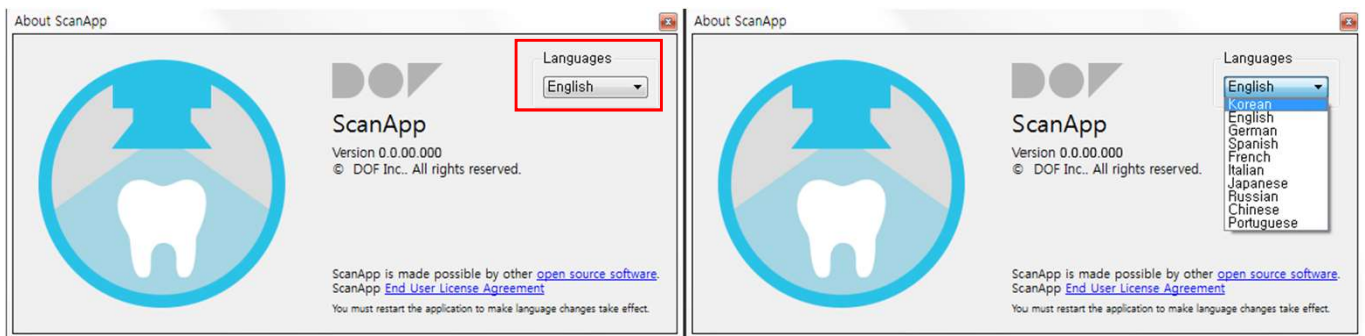 About ScanApp
Languages
English
DOF
ScanApp
Version 0.0.00.000
© DOF Inc.. All rights reserved.
ScanApp is made possible by other open source software.
ScanApp End User License Agreement
You must restart the application to make language changes take effect.
About ScanApp
Languages
English
Korean
English
German
Spanish
French
Italian
Japanese
Russian
Chinese
Portuguese
DOF
ScanApp
Version 0.0.00.000
© DOF Inc.. All rights reserved.
ScanApp is made possible by other open source software.
ScanApp End User License Agreement
You must restart the application to make language changes take effect.